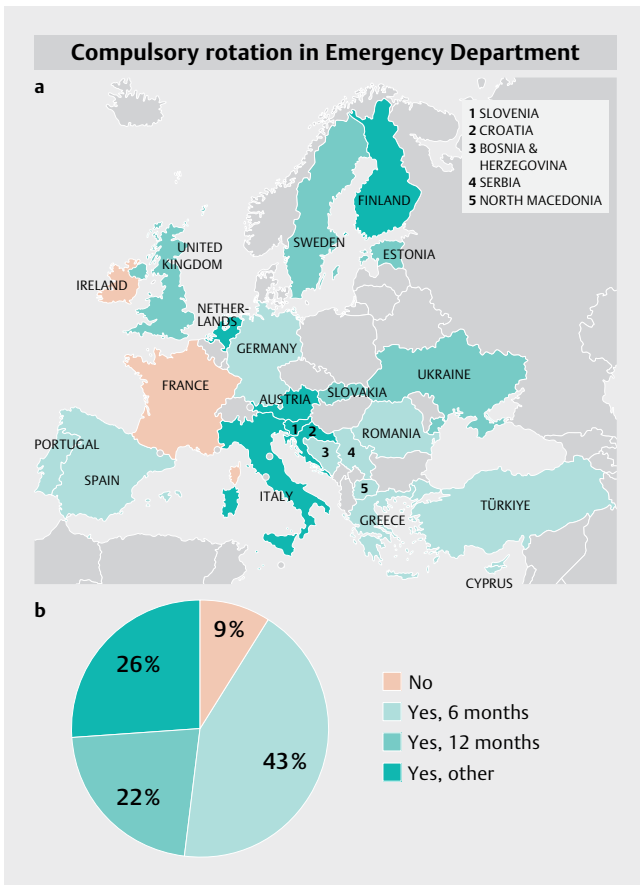 Compulsory rotation in Emergency Department
a
1 SLOVENIA
2 CROATIA
3 BOSNIA &
HERZEGOVINA
4 SERBIA
5 NORTH MACEDONIA
FINLAND
SWEDEN
ESTONIA
UNITED
KINGDOM
IRELAND
NETHER-
LANDS
GERMANY
UKRAINE
FRANCE
AUSTRIA
SLOVAKIA
1
2
ROMANIA
3
4
PORTUGAL
SPAIN
5
ITALY
GREECE
TÜRKIYE
CYPRUS
b
9%
26%
43%
22%
No
Yes, 6 months
Yes, 12 months
Yes, other